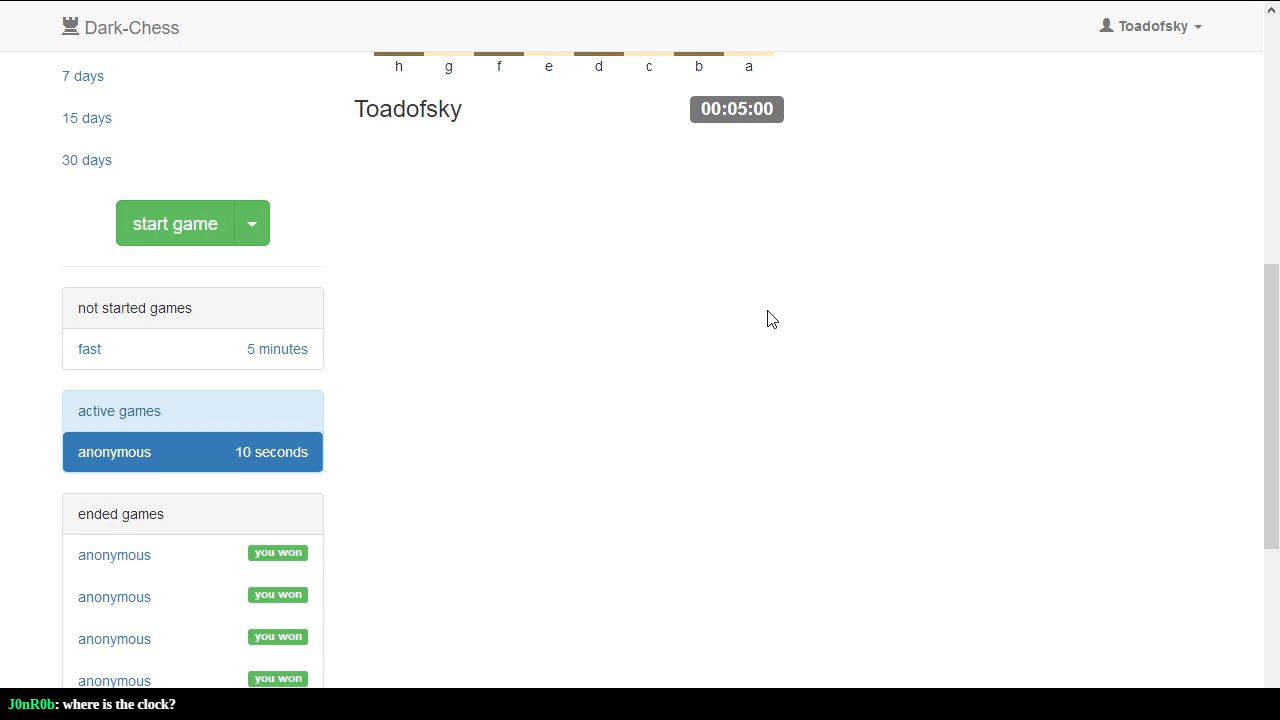 Dark-Chess
Toadofsky
7 days
15 days
30 days
start game
not started games
fast 5 minutes
active games
anonymous 10 seconds
ended games
anonymous you won
anonymous you won
anonymous you won
anonymous you won
h g f e d c b a
Toadofsky 00:05:00
J0nR0b: where is the clock?